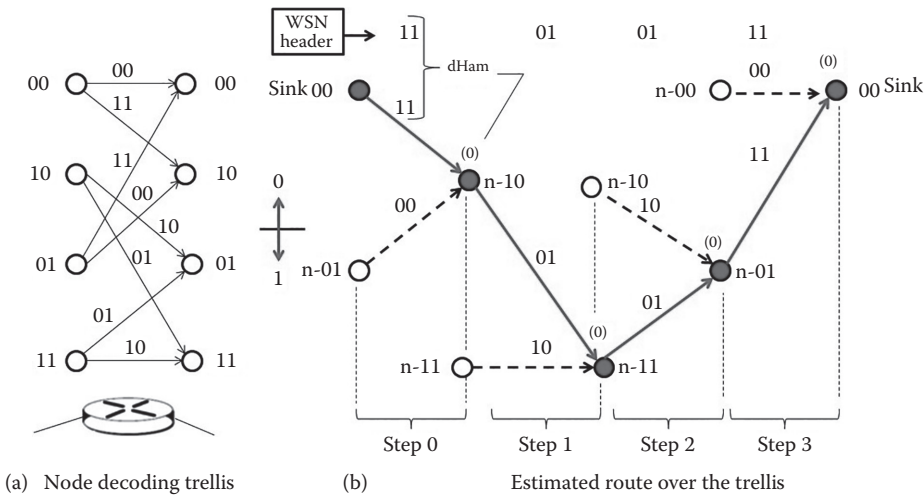 WSN
header
11
01
01
11
dHam
00
00
00
11
Sink 00
11
n-00
00
(0)
00 Sink
11
10
10
00
0
(0)
n-10
00
n-10
10
11
10
01
01
1
n-01
01
(0)
n-01
01
(0)
01
11
10
11
n-11
10
n-11
Step 0
Step 1
Step 2
Step 3
(a) Node decoding trellis
(b) Estimated route over the trellis